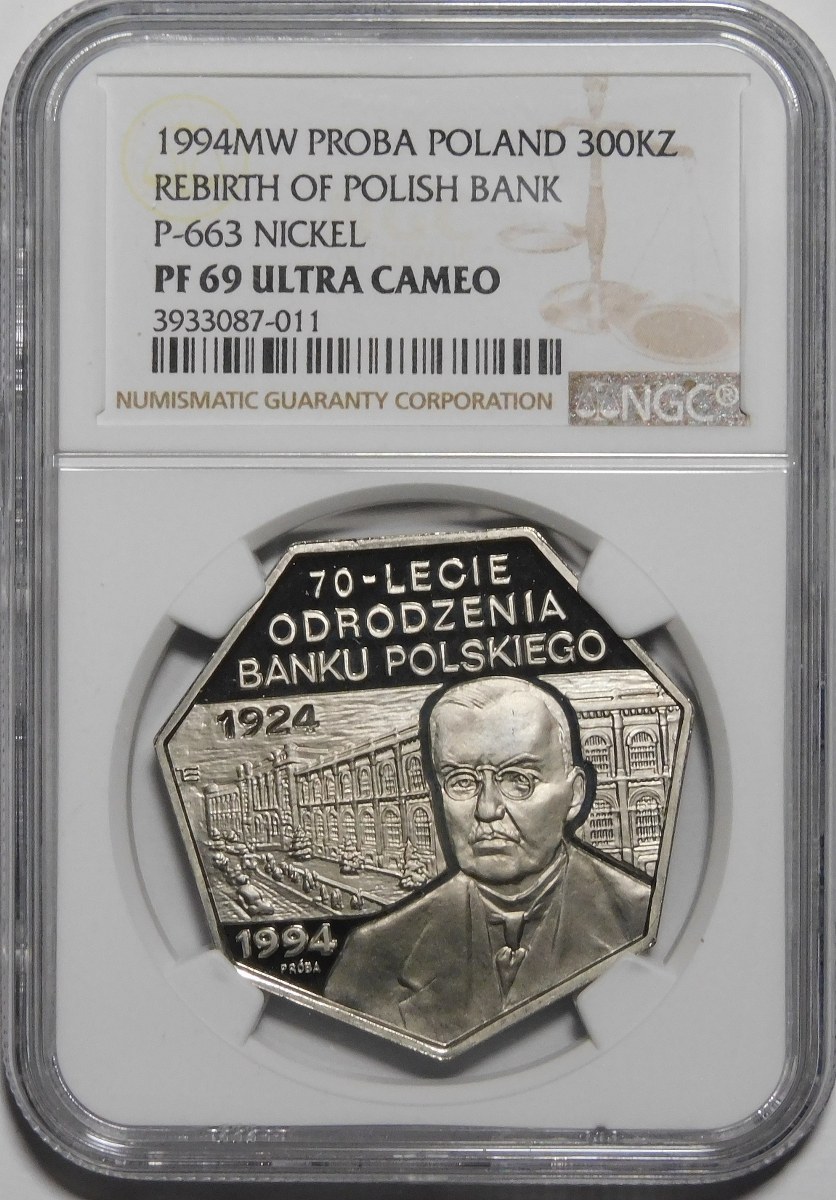 1994MW PROBA POLAND 300KZ
REBIRTH OF POLISH BANK
P-663 NICKEL
PF 69 ULTRA CAMEO
3933087-011
NUMISMATIC GUARANTY CORPORATION
NGC®
70-LECIE
ODRODZENIA
BANKU POLSKIEGO
1924
1994
PRÓBA